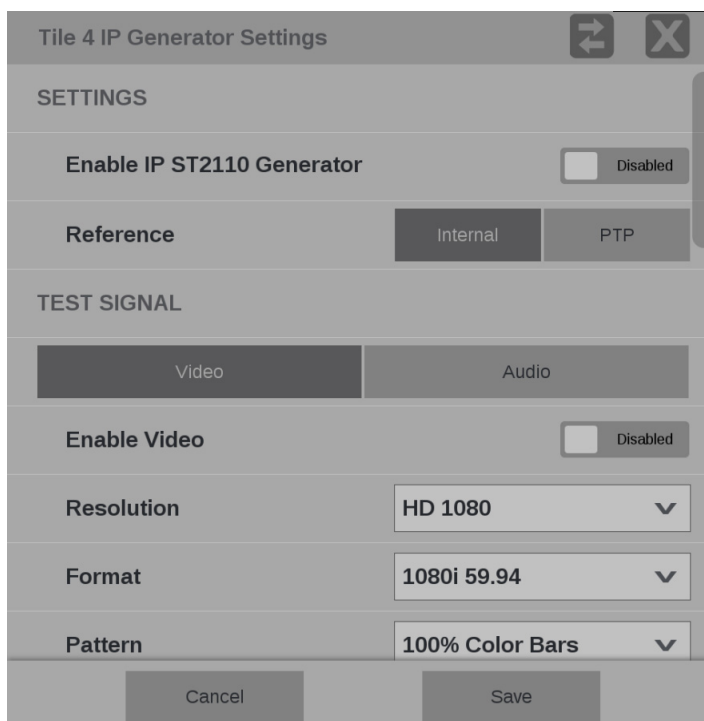 Tile 4 IP Generator Settings
SETTINGS
Enable IP ST2110 Generator Disabled
Reference Internal PTP
TEST SIGNAL
Video Audio
Enable Video Disabled
Resolution HD 1080
Format 1080i 59.94
Pattern 100% Color Bars
Cancel Save